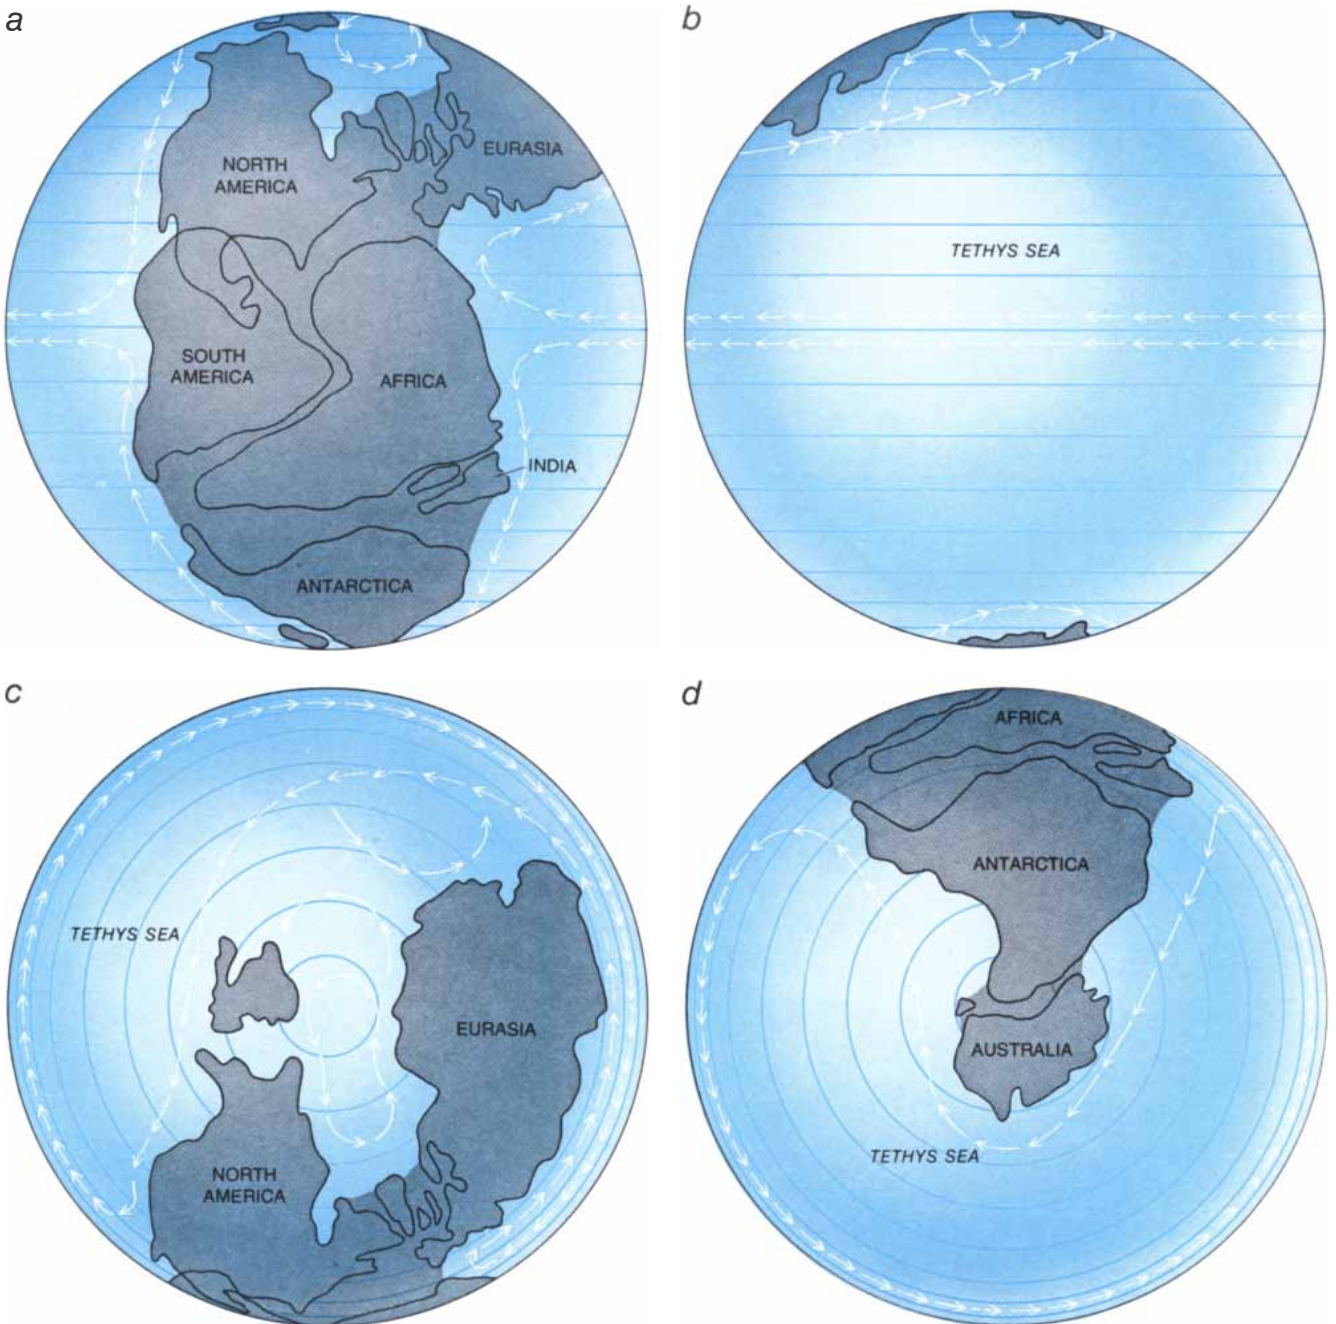 a
NORTH
AMERICA
EURASIA
SOUTH
AMERICA
AFRICA
INDIA
ANTARCTICA
b
TETHYS SEA
c
TETHYS SEA
EURASIA
NORTH
AMERICA
d
AFRICA
ANTARCTICA
AUSTRALIA
TETHYS SEA